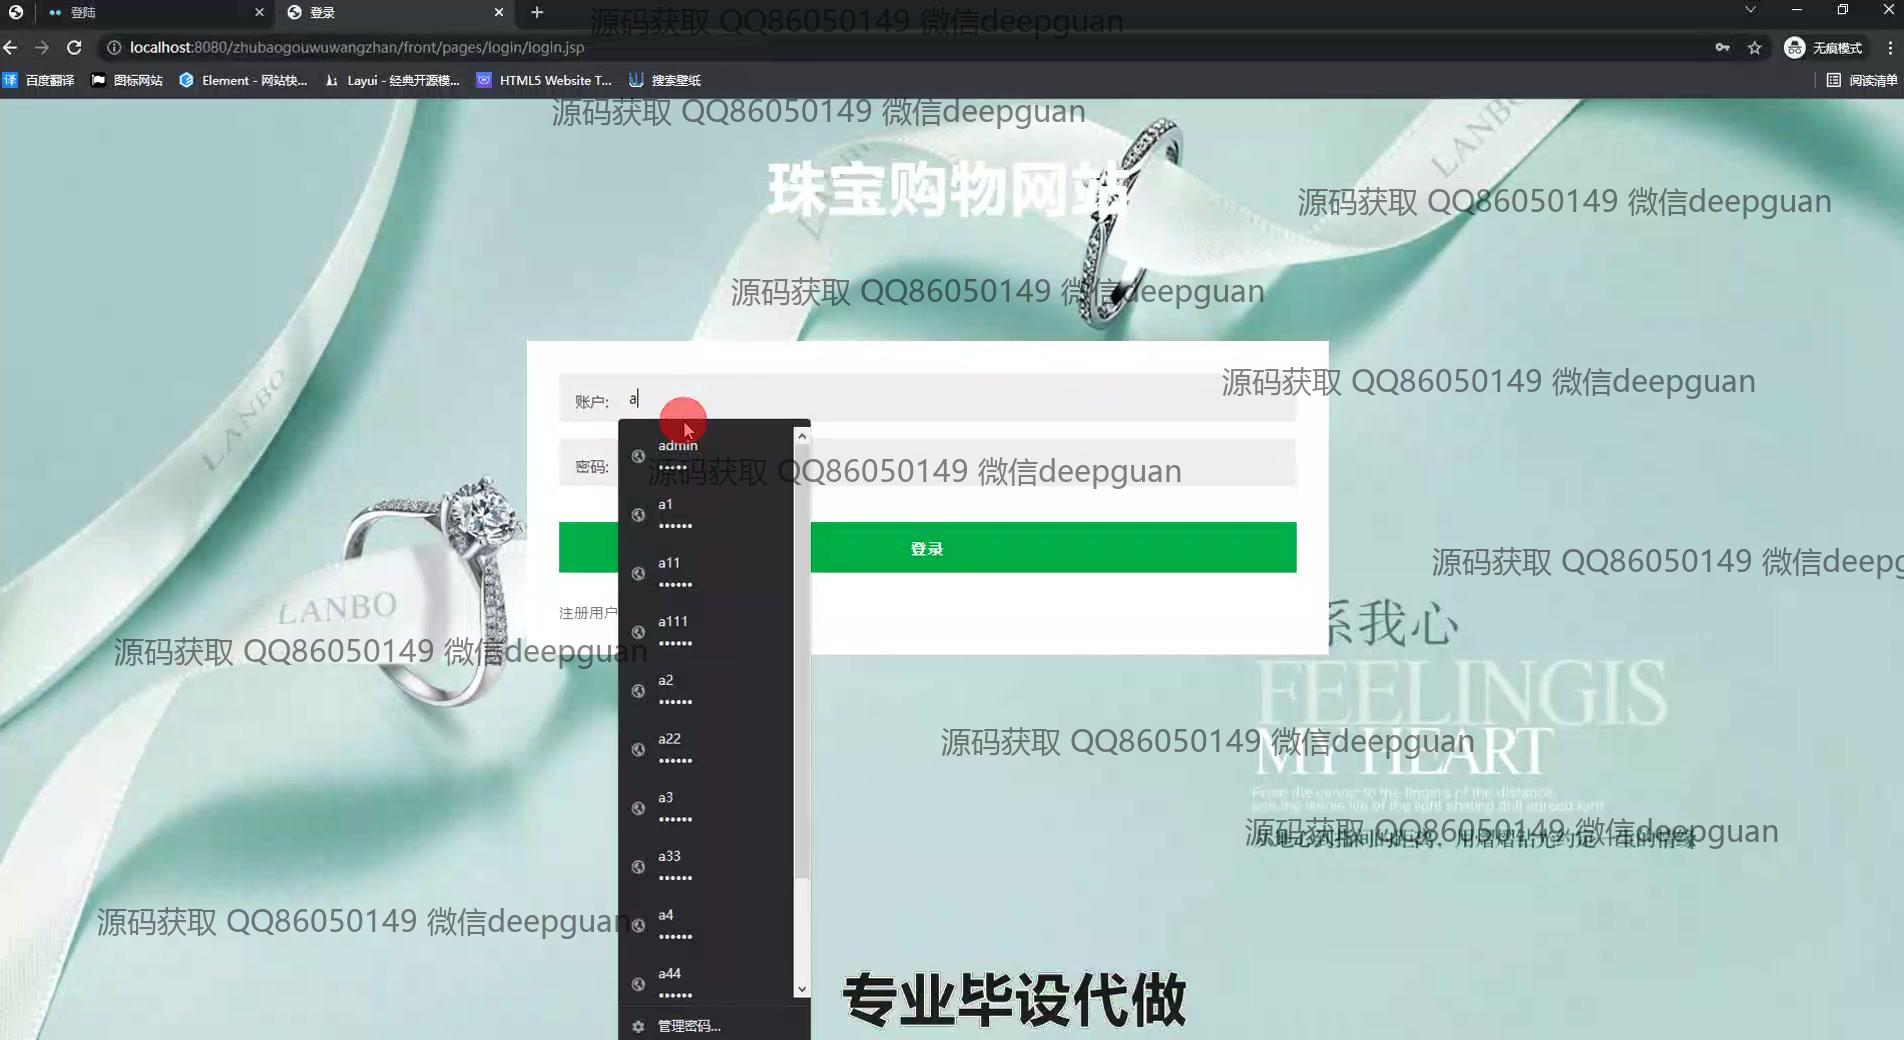 登陆
登录
源码获取 QQ86050149 微信deepguan
localhost:8080/zhubaogouwuwangzhan/front/pages/login/login.jsp
无痕模式
百度翻译
图标网站
Element - 网站快...
Layui - 经典开源模...
HTML5 Website T...
搜索壁纸
阅读清单
源码获取 QQ86050149 微信deepguan
LANBO
珠宝购物网站
源码获取 QQ86050149 微信deepguan
源码获取 QQ86050149 微信deepguan
源码获取 QQ86050149 微信deepguan
账户:
a
LANBO
admin
•••••
密码:
源码获取 QQ86050149 微信deepguan
a1
••••••
登录
a11
••••••
源码获取 QQ86050149 微信deepg
LANBO
注册用户
a111
••••••
系我心
源码获取 QQ86050149 微信deepguan
a2
••••••
FEELINGIS
MY HEART
a22
••••••
源码获取 QQ86050149 微信deepguan
a3
••••••
From the center to the fingers of the distance,
源码获取 QQ86050149 微信deepguan
a33
••••••
a4
••••••
源码获取 QQ86050149 微信deepguan
a44
••••••
管理密码...
专业毕设代做